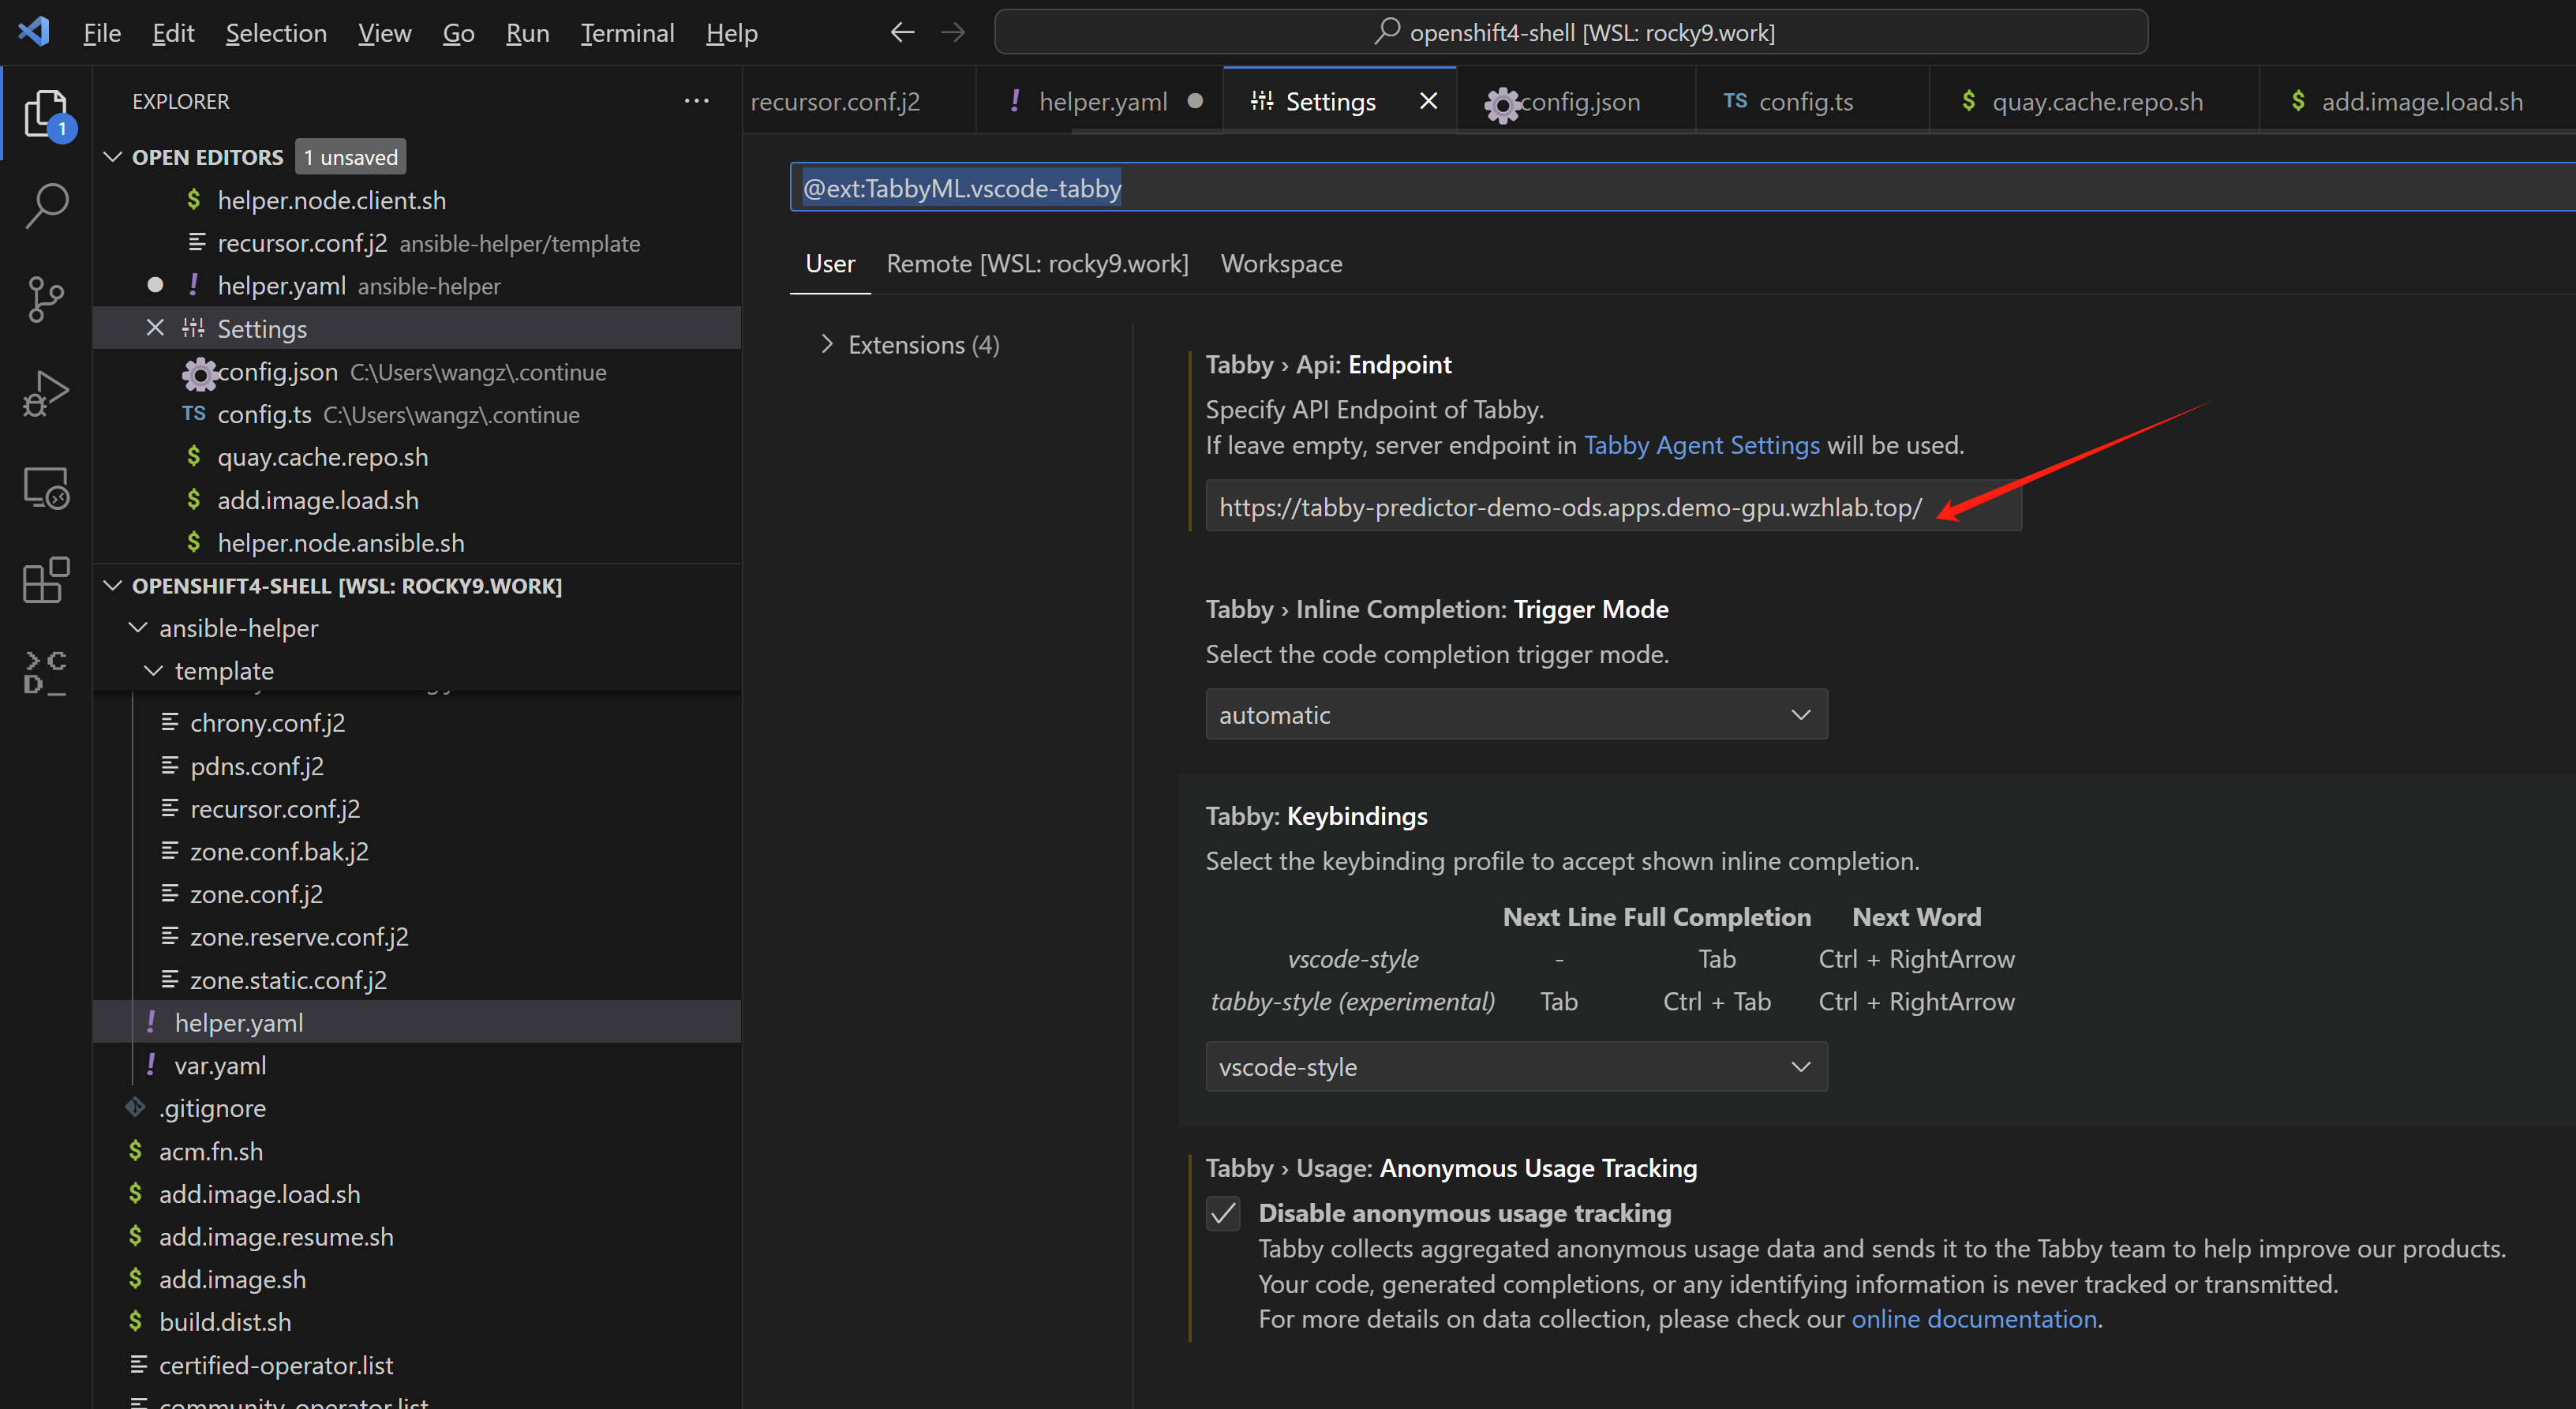 File Edit Selection View Go Run Terminal Help
openshift4-shell [WSL: rocky9.work]
EXPLORER
1
OPEN EDITORS 1 unsaved
$ helper.node.client.sh
recursor.conf.j2 ansible-helper/template
! helper.yaml ansible-helper
Settings
config.json C:\Users\wangz\.continue
TS config.ts C:\Users\wangz\.continue
$ quay.cache.repo.sh
$ add.image.load.sh
$ helper.node.ansible.sh
OPENSHIFT4-SHELL [WSL: ROCKY9.WORK]
ansible-helper
template
chrony.conf.j2
pdns.conf.j2
recursor.conf.j2
zone.conf.bak.j2
zone.conf.j2
zone.reserve.conf.j2
zone.static.conf.j2
! helper.yaml
! var.yaml
.gitignore
$ acm.fn.sh
$ add.image.load.sh
$ add.image.resume.sh
$ add.image.sh
$ build.dist.sh
certified-operator.list
community-operator.list
recursor.conf.j2
! helper.yaml
Settings
config.json
TS config.ts
$ quay.cache.repo.sh
$ add.image.load.sh
@ext:TabbyML.vscode-tabby
User Remote [WSL: rocky9.work] Workspace
Extensions (4)
Tabby › Api: Endpoint
Specify API Endpoint of Tabby.
If leave empty, server endpoint in Tabby Agent Settings will be used.
https://tabby-predictor-demo-ods.apps.demo-gpu.wzhlab.top/
Tabby › Inline Completion: Trigger Mode
Select the code completion trigger mode.
automatic
Tabby: Keybindings
Select the keybinding profile to accept shown inline completion.
Next Line Full Completion Next Word
vscode-style - Tab Ctrl + RightArrow
tabby-style (experimental) Tab Ctrl + Tab Ctrl + RightArrow
vscode-style
Tabby › Usage: Anonymous Usage Tracking
Disable anonymous usage tracking
Tabby collects aggregated anonymous usage data and sends it to the Tabby team to help improve our products.
Your code, generated completions, or any identifying information is never tracked or transmitted.
For more details on data collection, please check our online documentation.